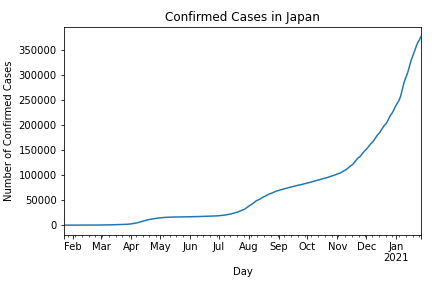 Confirmed Cases in Japan
Number of Confirmed Cases
350000
300000
250000
200000
150000
100000
50000
0
Feb Mar Apr May Jun Jul Aug Sep Oct Nov Dec Jan
2021
Day